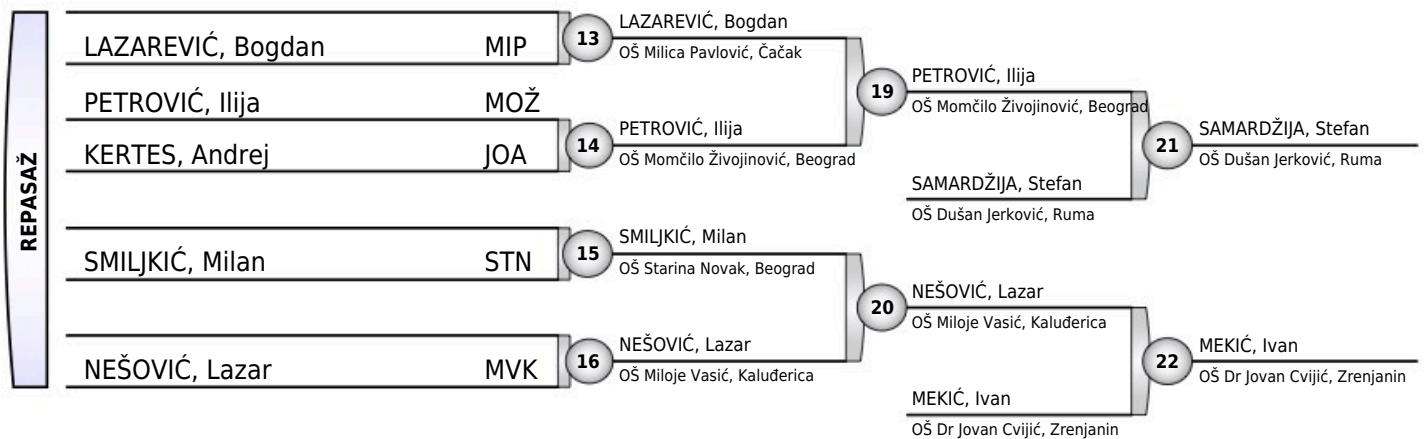 REPASAŽ
LAZAREVIĆ, Bogdan MIP
PETROVIĆ, Ilija MOŽ
KERTES, Andrej JOA
SMILJKIĆ, Milan STN
NEŠOVIĆ, Lazar MVK
13
LAZAREVIĆ, Bogdan
OŠ Milica Pavlović, Čačak
14
PETROVIĆ, Ilija
OŠ Momčilo Živojinović, Beograd
15
SMILJKIĆ, Milan
OŠ Starina Novak, Beograd
16
NEŠOVIĆ, Lazar
OŠ Miloje Vasić, Kaluđerica
19
PETROVIĆ, Ilija
OŠ Momčilo Živojinović, Beograd
SAMARDŽIJA, Stefan
OŠ Dušan Jerković, Ruma
20
NEŠOVIĆ, Lazar
OŠ Miloje Vasić, Kaluđerica
MEKIĆ, Ivan
OŠ Dr Jovan Cvijić, Zrenjanin
21
SAMARDŽIJA, Stefan
OŠ Dušan Jerković, Ruma
22
MEKIĆ, Ivan
OŠ Dr Jovan Cvijić, Zrenjanin